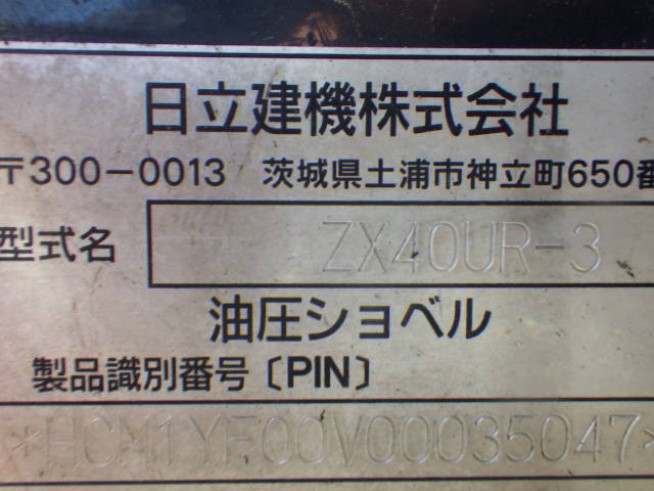 日立建機株式会社
〒300-0013 茨城県土浦市神立町650番
型式名 ZX40UR-3
油圧ショベル
製品識別番号〔PIN〕
*HCM1YF00V00035047*